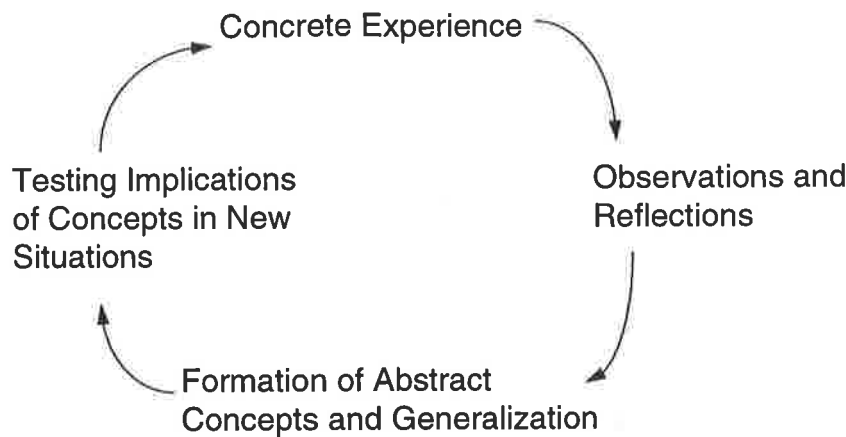 Concrete Experience
Observations and
Reflections
Formation of Abstract
Concepts and Generalization
Testing Implications
of Concepts in New
Situations